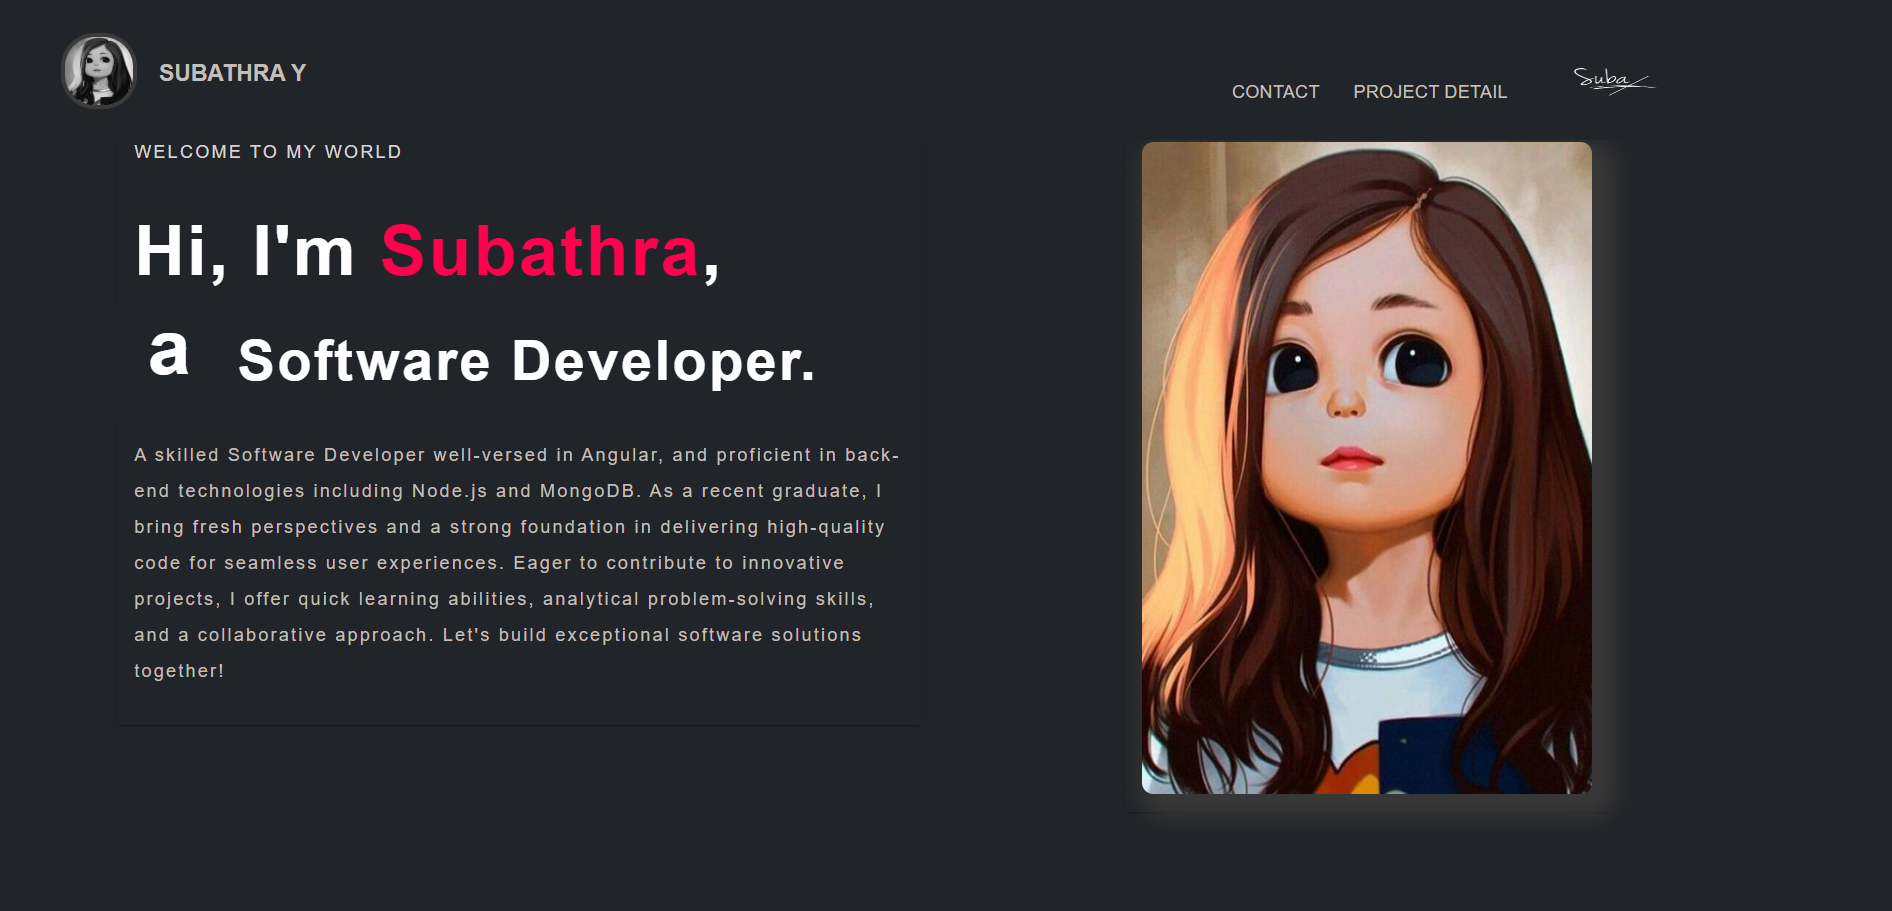 SUBATHRA Y
CONTACT PROJECT DETAIL Suba
WELCOME TO MY WORLD
Hi, I'm Subathra,
a Software Developer.
A skilled Software Developer well-versed in Angular, and proficient in back-
end technologies including Node.js and MongoDB. As a recent graduate, I
bring fresh perspectives and a strong foundation in delivering high-quality
code for seamless user experiences. Eager to contribute to innovative
projects, I offer quick learning abilities, analytical problem-solving skills,
and a collaborative approach. Let's build exceptional software solutions
together!